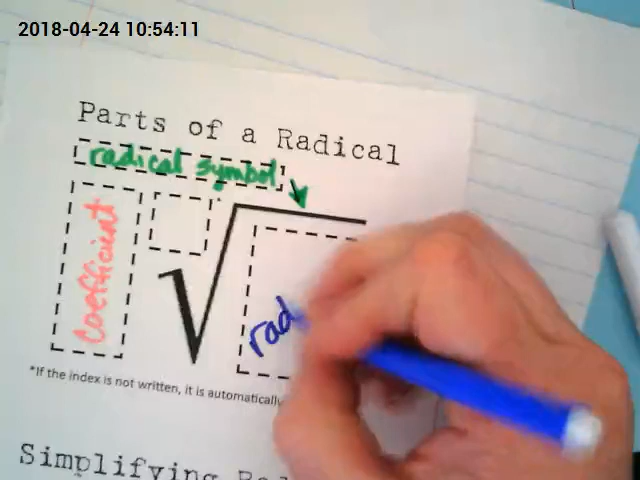 2018-04-24 10:54:11
Parts of a Radical
radical symbol
coefficient
rad
*If the index is not written, it is automatically
Simplifying